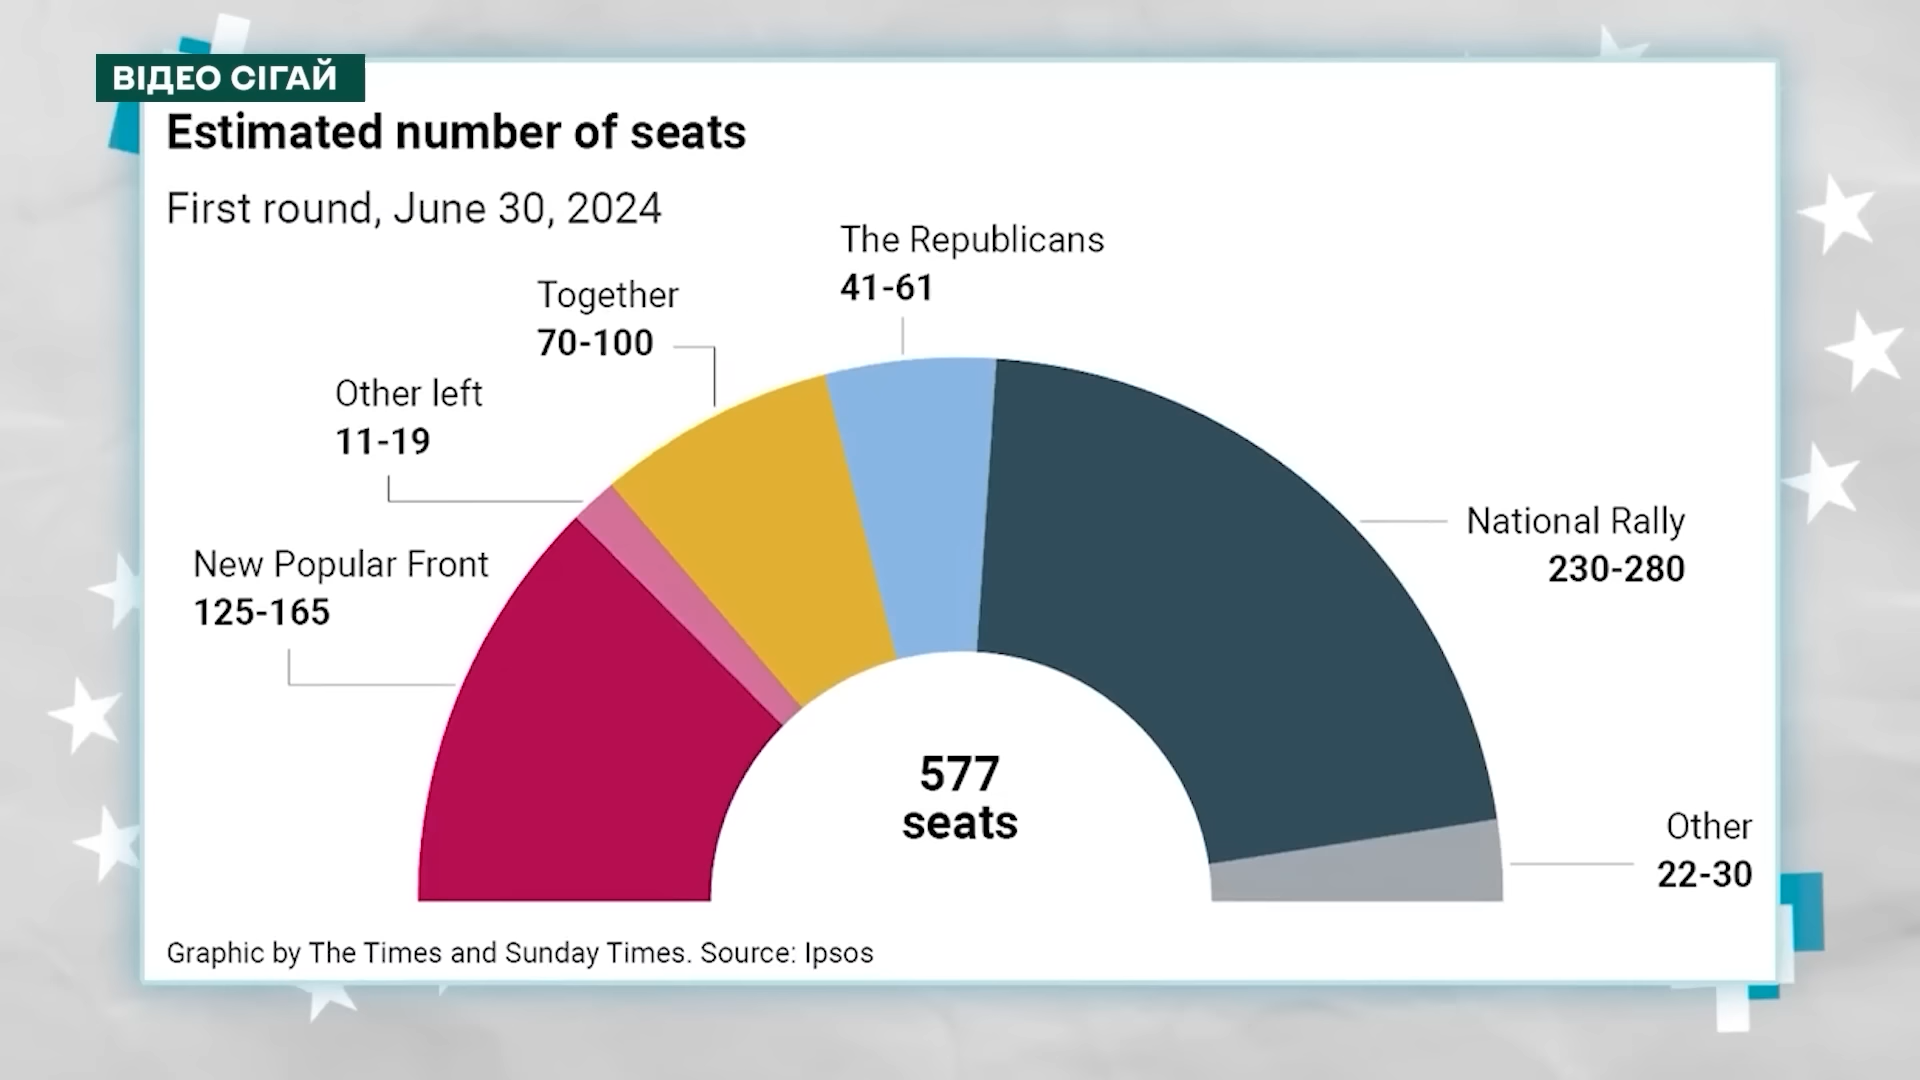 ВІДЕО СІГАЙ
Estimated number of seats
First round, June 30, 2024
The Republicans
41-61
Together
70-100
Other left
11-19
New Popular Front
125-165
National Rally
230-280
577
seats
Other
22-30
Graphic by The Times and Sunday Times. Source: Ipsos